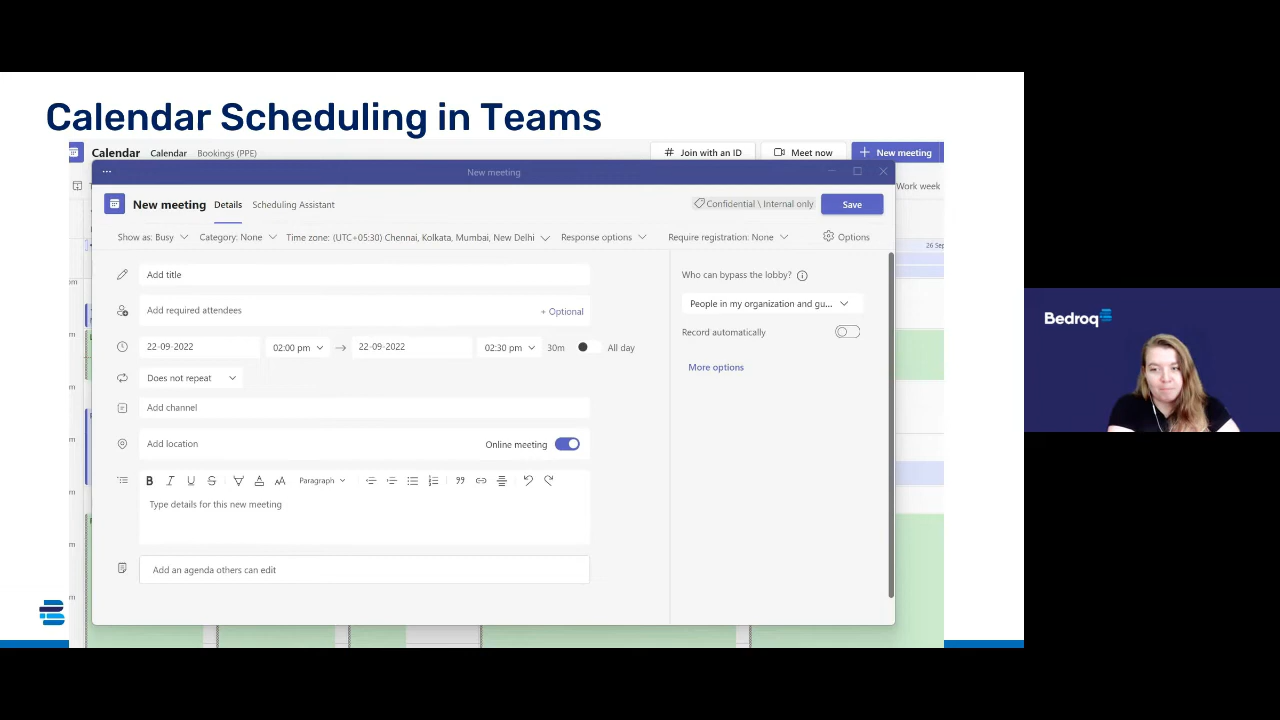 Calendar Scheduling in Teams
Calendar Calendar Bookings (PPE) # Join with an ID Meet now + New meeting
··· New meeting
Work week
New meeting Details Scheduling Assistant Confidential \ Internal only Save
Show as: Busy Category: None Time zone: (UTC+05:30) Chennai, Kolkata, Mumbai, New Delhi Response options Require registration: None Options
26 Sep
Add title
Who can bypass the lobby?
Add required attendees + Optional
People in my organization and gu...
Record automatically
22-09-2022 02:00 pm → 22-09-2022 02:30 pm 30m All day
More options
Does not repeat
Add channel
Add location Online meeting
B I U S A AA Paragraph
Type details for this new meeting
Add an agenda others can edit
Bedroq